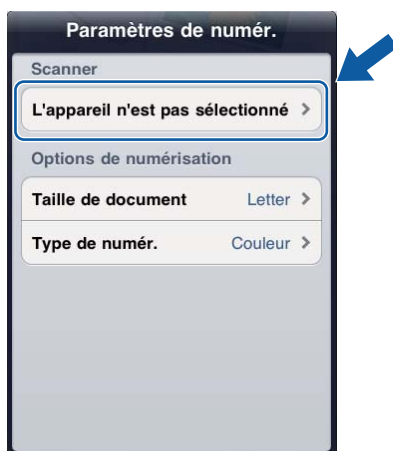 Paramètres de numér.
Scanner
L'appareil n'est pas sélectionné >
Options de numérisation
Taille de document Letter >
Type de numér. Couleur >